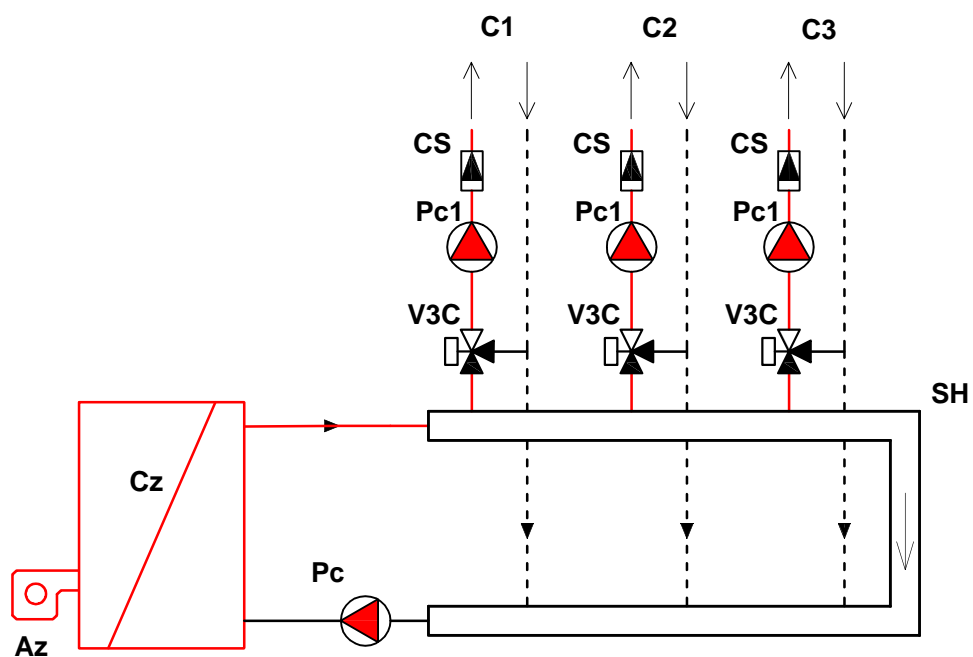 C1 C2 C3
CS CS CS
Pc1 Pc1 Pc1
V3C V3C V3C
SH
Cz
Pc
Az